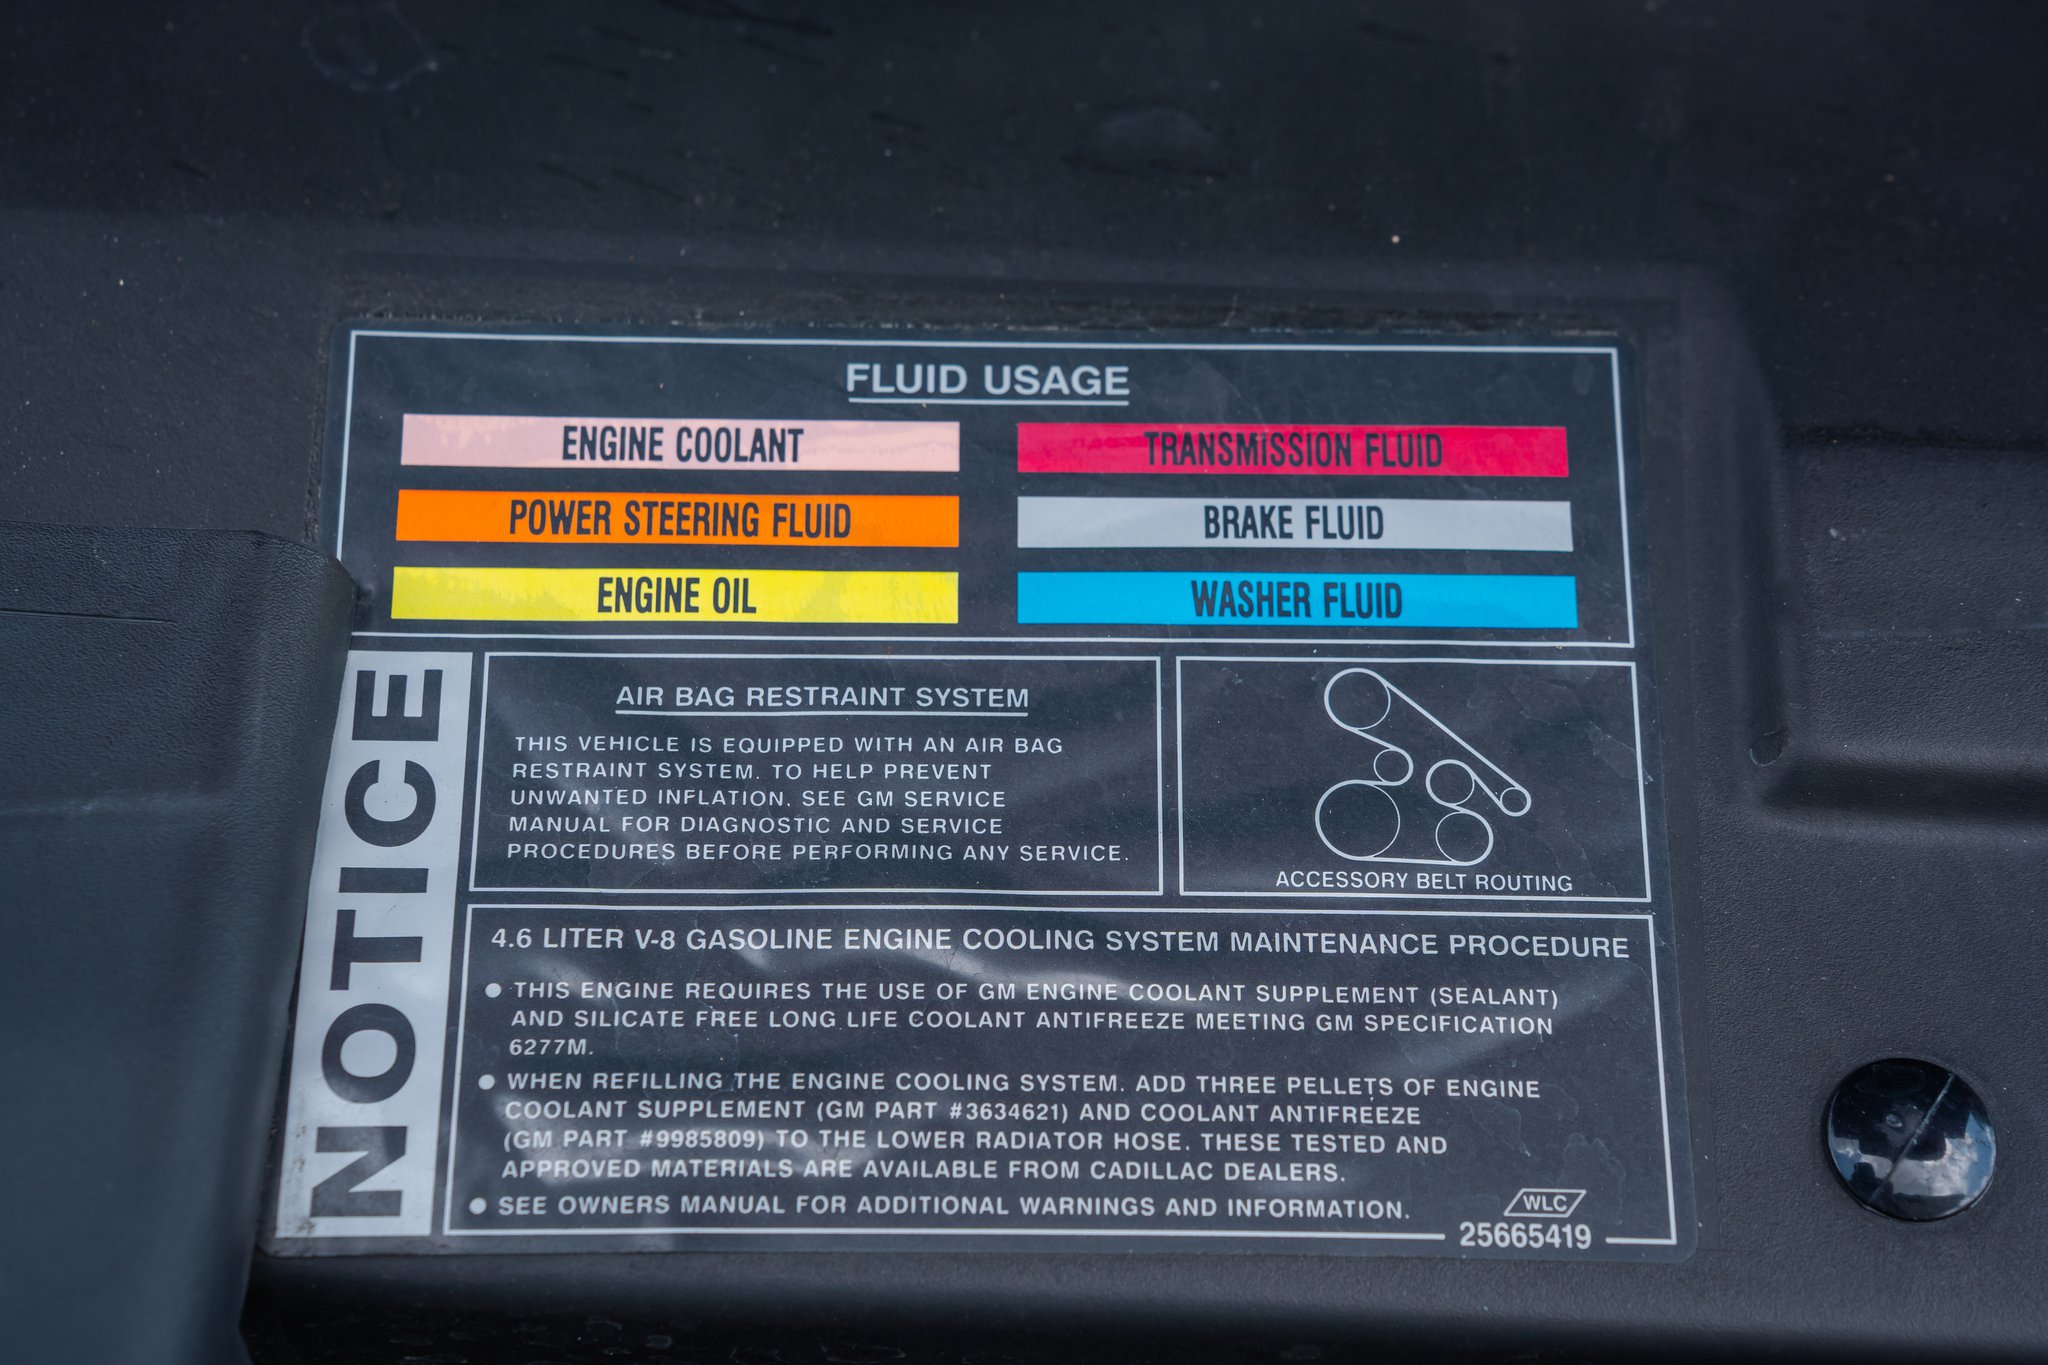 FLUID USAGE
ENGINE COOLANT
TRANSMISSION FLUID
POWER STEERING FLUID
BRAKE FLUID
ENGINE OIL
WASHER FLUID
NOTICE
AIR BAG RESTRAINT SYSTEM
THIS VEHICLE IS EQUIPPED WITH AN AIR BAG
RESTRAINT SYSTEM. TO HELP PREVENT
UNWANTED INFLATION, SEE GM SERVICE
MANUAL FOR DIAGNOSTIC AND SERVICE
PROCEDURES BEFORE PERFORMING ANY SERVICE.
ACCESSORY BELT ROUTING
4.6 LITER V-8 GASOLINE ENGINE COOLING SYSTEM MAINTENANCE PROCEDURE
● THIS ENGINE REQUIRES THE USE OF GM ENGINE COOLANT SUPPLEMENT (SEALANT)
AND SILICATE FREE LONG LIFE COOLANT ANTIFREEZE MEETING GM SPECIFICATION
6277M.
● WHEN REFILLING THE ENGINE COOLING SYSTEM. ADD THREE PELLETS OF ENGINE
COOLANT SUPPLEMENT (GM PART #3634621) AND COOLANT ANTIFREEZE
(GM PART #9985809) TO THE LOWER RADIATOR HOSE. THESE TESTED AND
APPROVED MATERIALS ARE AVAILABLE FROM CADILLAC DEALERS.
● SEE OWNERS MANUAL FOR ADDITIONAL WARNINGS AND INFORMATION.
WLC
25665419